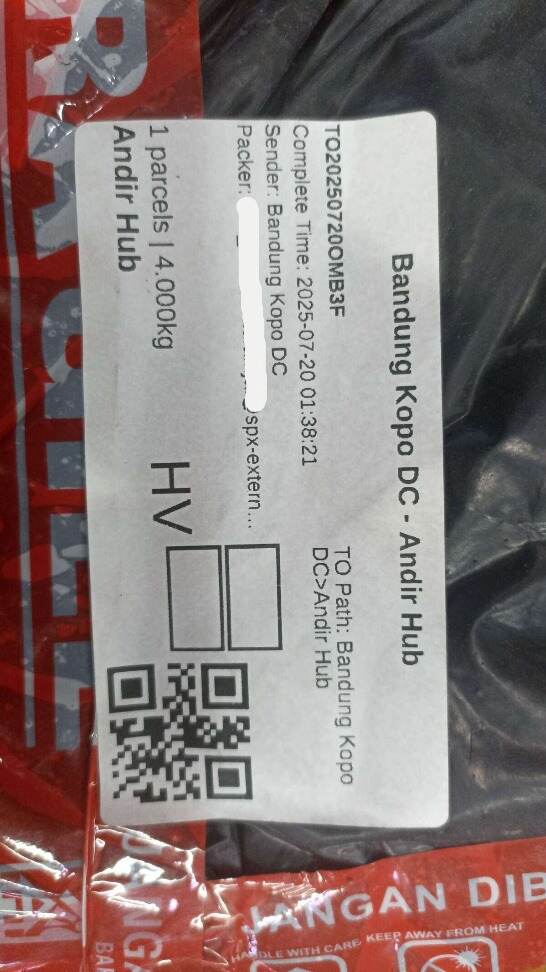 Bandung Kopo DC - Andir Hub
TO20250720OMB3F
Complete Time: 2025-07-20 01:38:21
Sender: Bandung Kopo DC
Packer:
spx-extern...
TO Path: Bandung Kopo
DC>Andir Hub
1 parcels | 4.000kg
Andir Hub
HV
JANGAN DIB
HANDLE WITH CARE
KEEP AWAY FROM HEAT